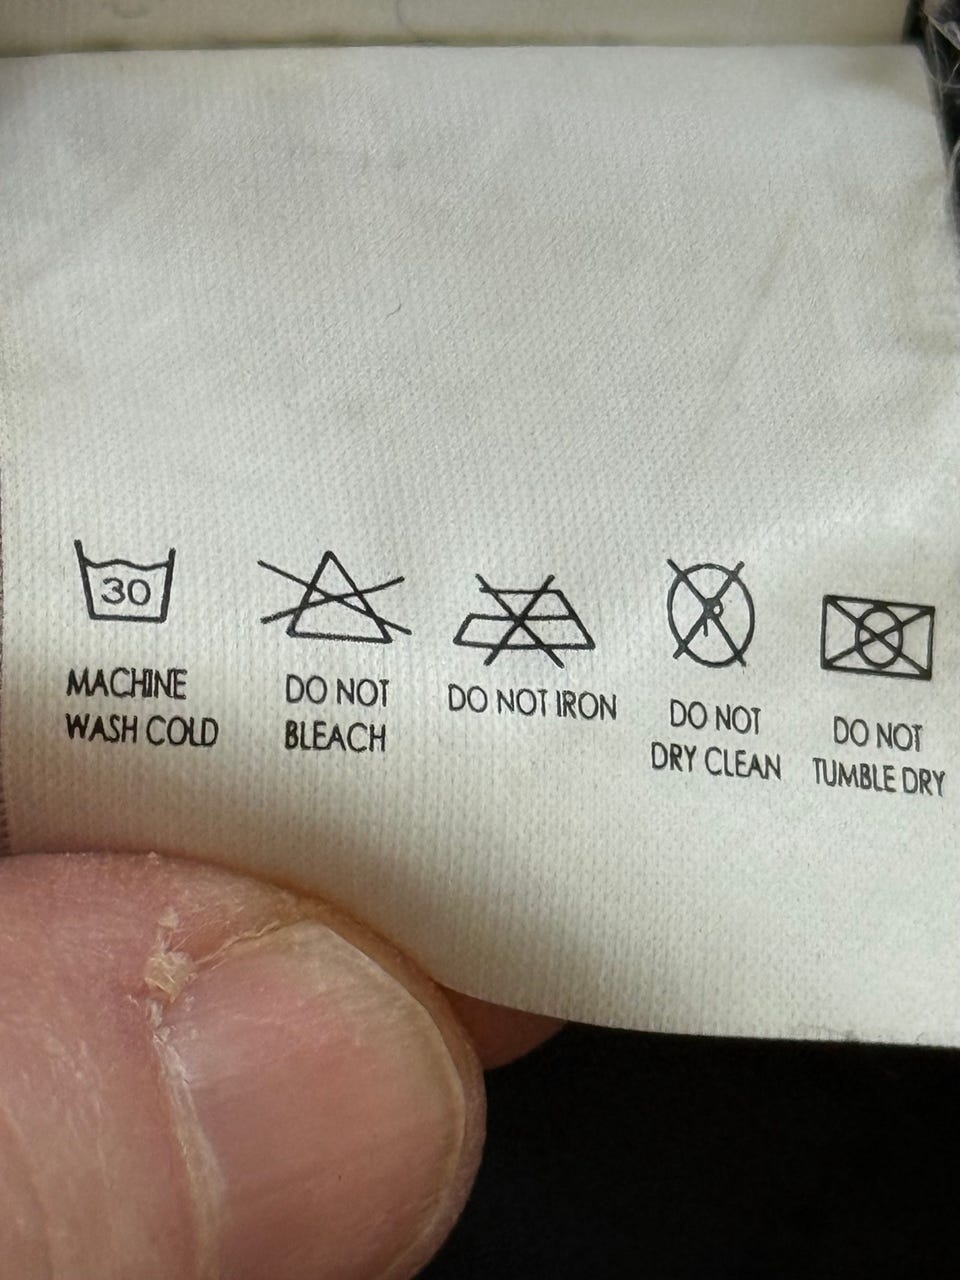 30
MACHINE
WASH COLD
DO NOT
BLEACH
DO NOT IRON
P
DO NOT
DRY CLEAN
DO NOT
TUMBLE DRY